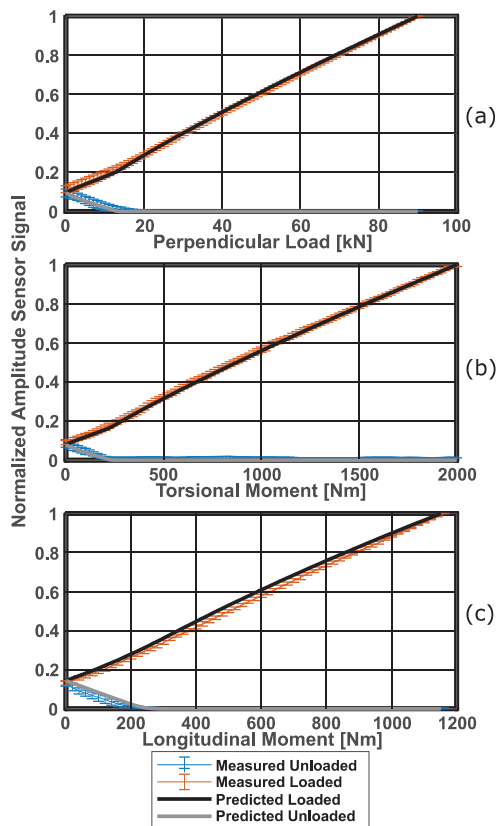 Normalized Amplitude Sensor Signal
1
0.8
0.6
0.4
0.2
0
0 20 40 60 80 100
Perpendicular Load [kN]
(a)
1
0.8
0.6
0.4
0.2
0
500 1000 1500 2000
Torsional Moment [Nm]
(b)
1
0.8
0.6
0.4
0.2
0
0 200 400 600 800 1000 1200
Longitudinal Moment [Nm]
(c)
Measured Unloaded
Measured Loaded
Predicted Loaded
Predicted Unloaded